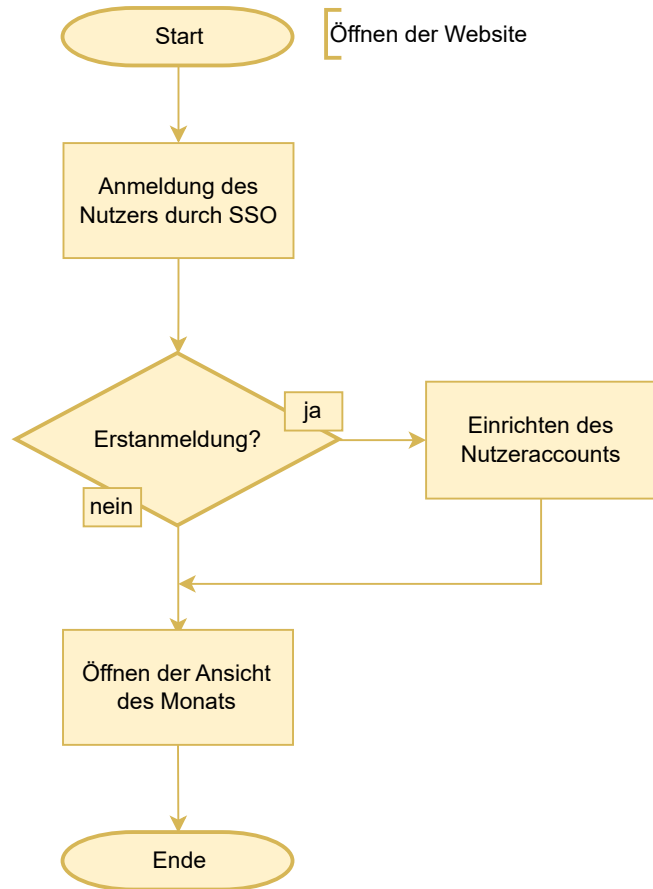 Start
Öffnen der Website
Anmeldung des
Nutzers durch SSO
ja
Erstanmeldung?
nein
Einrichten des
Nutzeraccounts
Öffnen der Ansicht
des Monats
Ende